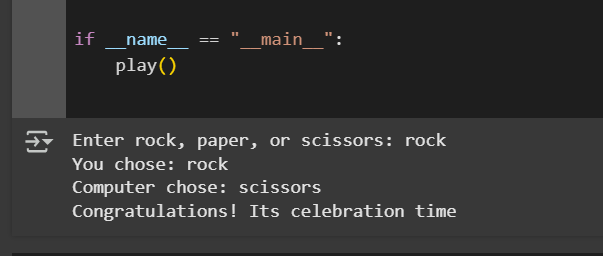 if __name__ == "__main__":
    play()
Enter rock, paper, or scissors: rock
You chose: rock
Computer chose: scissors
Congratulations! Its celebration time